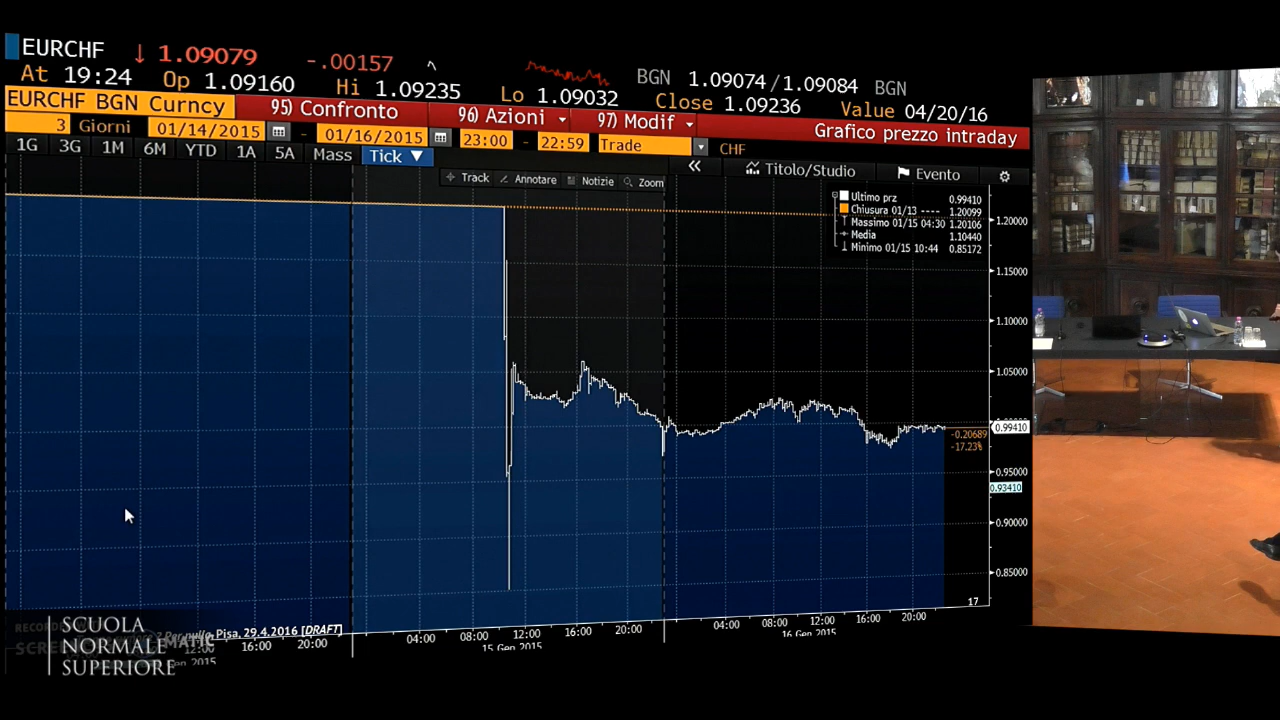 EURCHF ↓ 1.09079 -.00157 BGN 1.09074/1.09084 BGN
At 19:24 Op 1.09160 Hi 1.09235 Lo 1.09032 Close 1.09236 Value 04/20/16
EURCHF BGN Curncy 95) Confronto 96) Azioni 97) Modif Grafico prezzo intraday
3 Giorni 01/14/2015 - 01/16/2015 23:00 - 22:59 Trade CHF
1G 3G 1M 6M YTD 1A 5A Mass Tick ▼ « Titolo/Studio Evento
Track Annotare Notizie Zoom
Ultimo prz 0.99410
Chiusura 01/13 ---- 1.20099
Massimo 01/15 04:30 1.20106
Media 1.10440
Minimo 01/15 10:44 0.85172
1.20000
1.15000
1.10000
1.05000
0.99410
-0.20689
-17.23%
0.95000
0.93410
0.90000
0.85000
17
Pisa, 29.4.2016 [DRAFT]
12:00 16:00 20:00 04:00 08:00 12:00 16:00 20:00 04:00 08:00 12:00 16:00 20:00
2015 15 Gen 2015 16 Gen 2015
SCUOLA
NORMALE
SUPERIORE